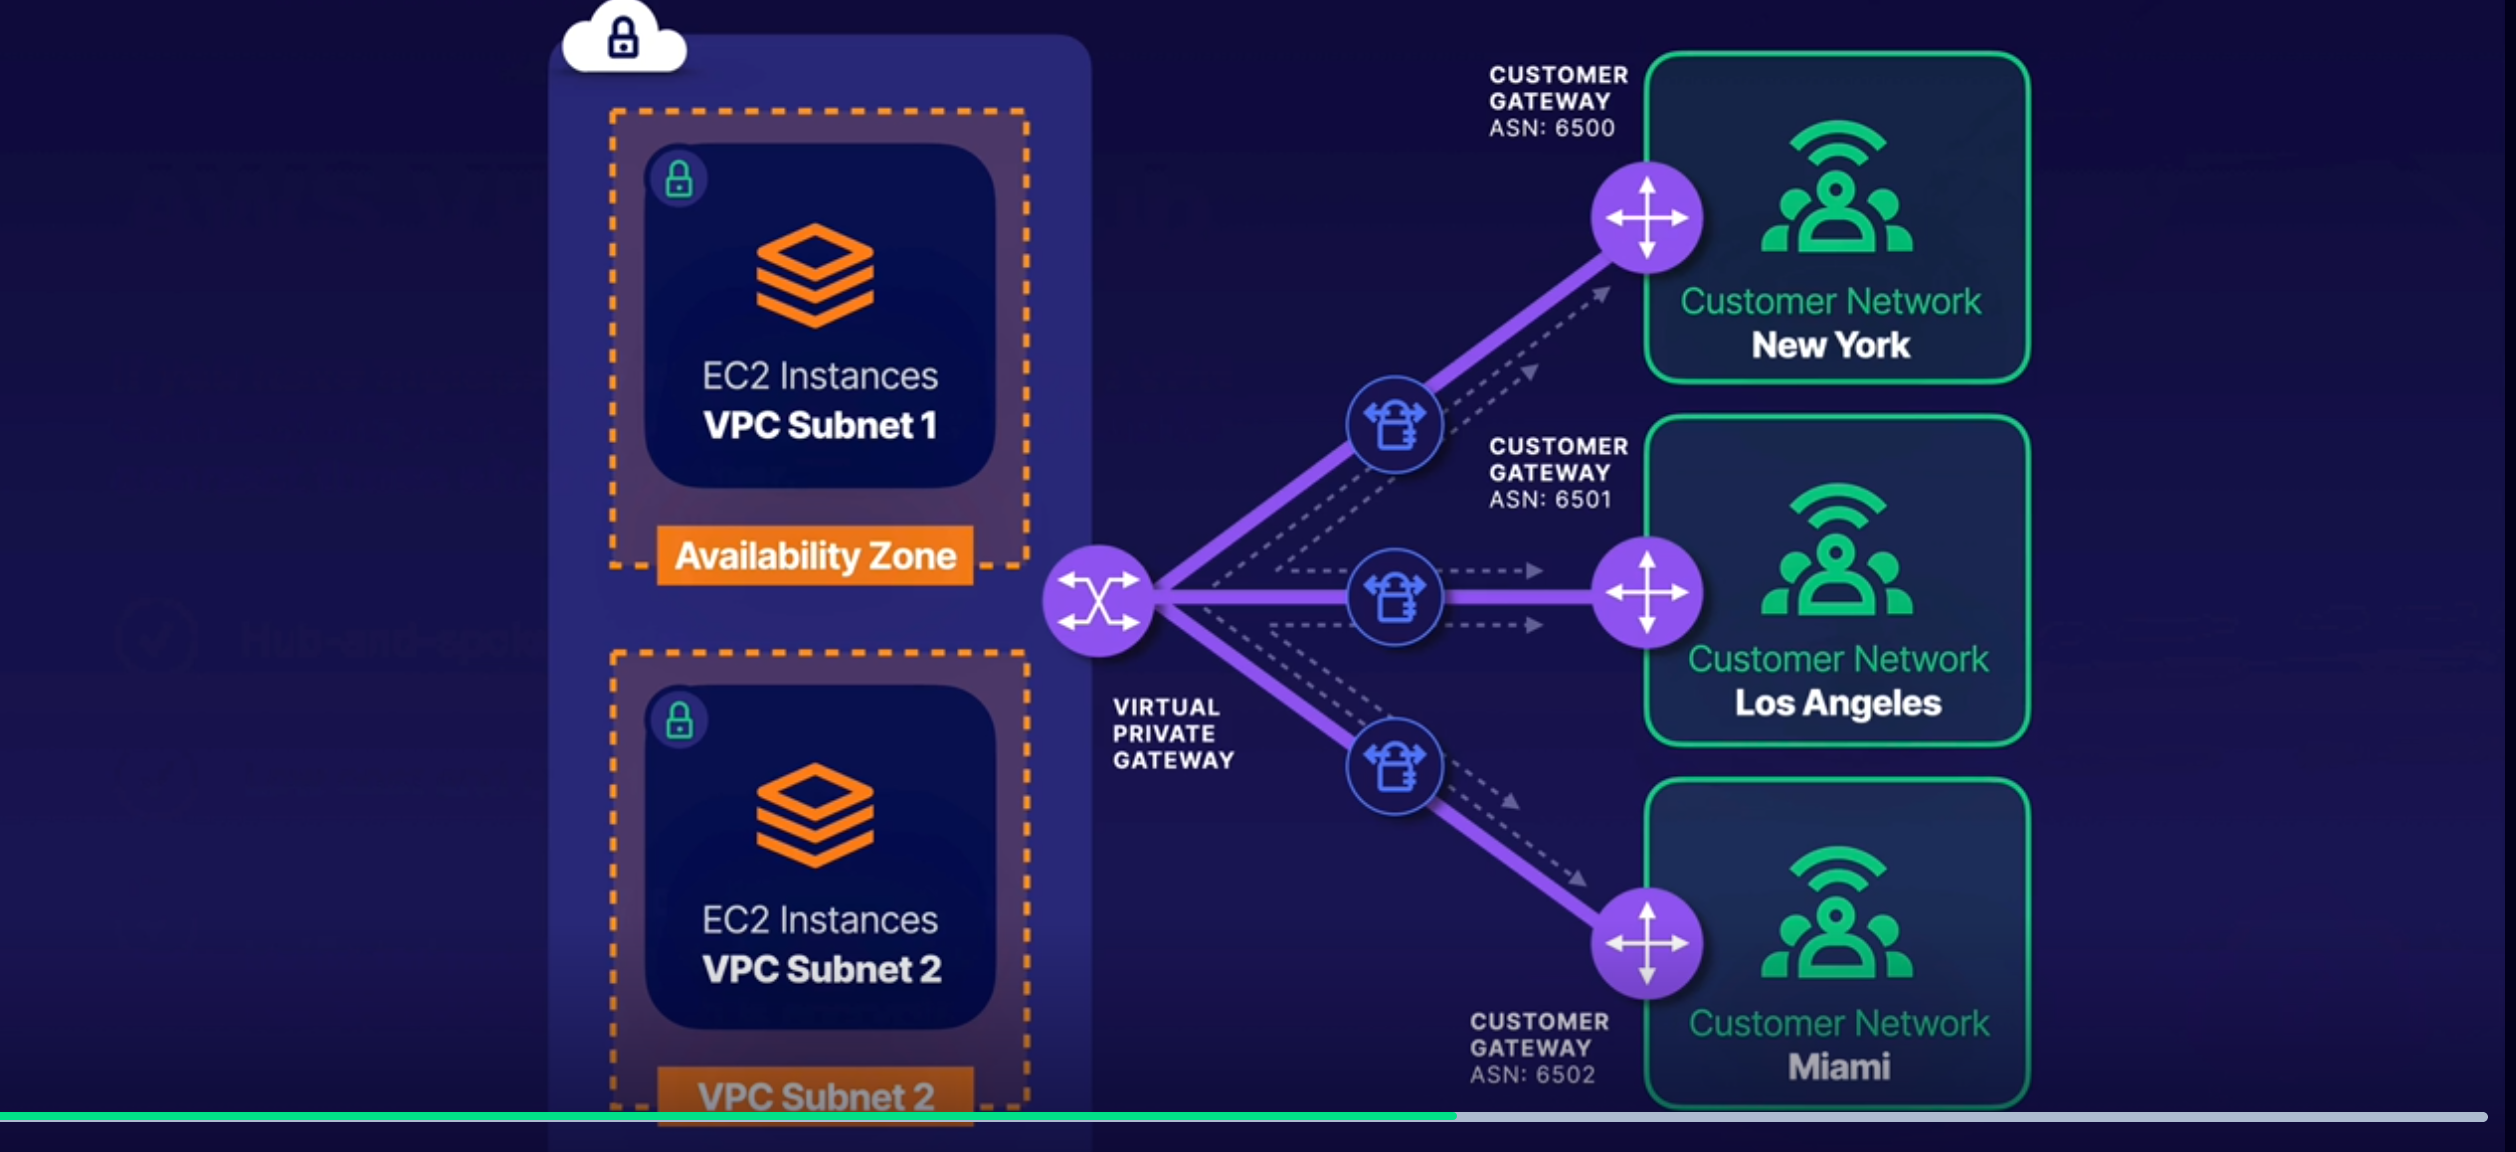 EC2 Instances
VPC Subnet 1
Availability Zone
EC2 Instances
VPC Subnet 2
VPC Subnet 2
VIRTUAL
PRIVATE
GATEWAY
CUSTOMER
GATEWAY
ASN: 6500
Customer Network
New York
CUSTOMER
GATEWAY
ASN: 6501
Customer Network
Los Angeles
CUSTOMER
GATEWAY
ASN: 6502
Customer Network
Miami